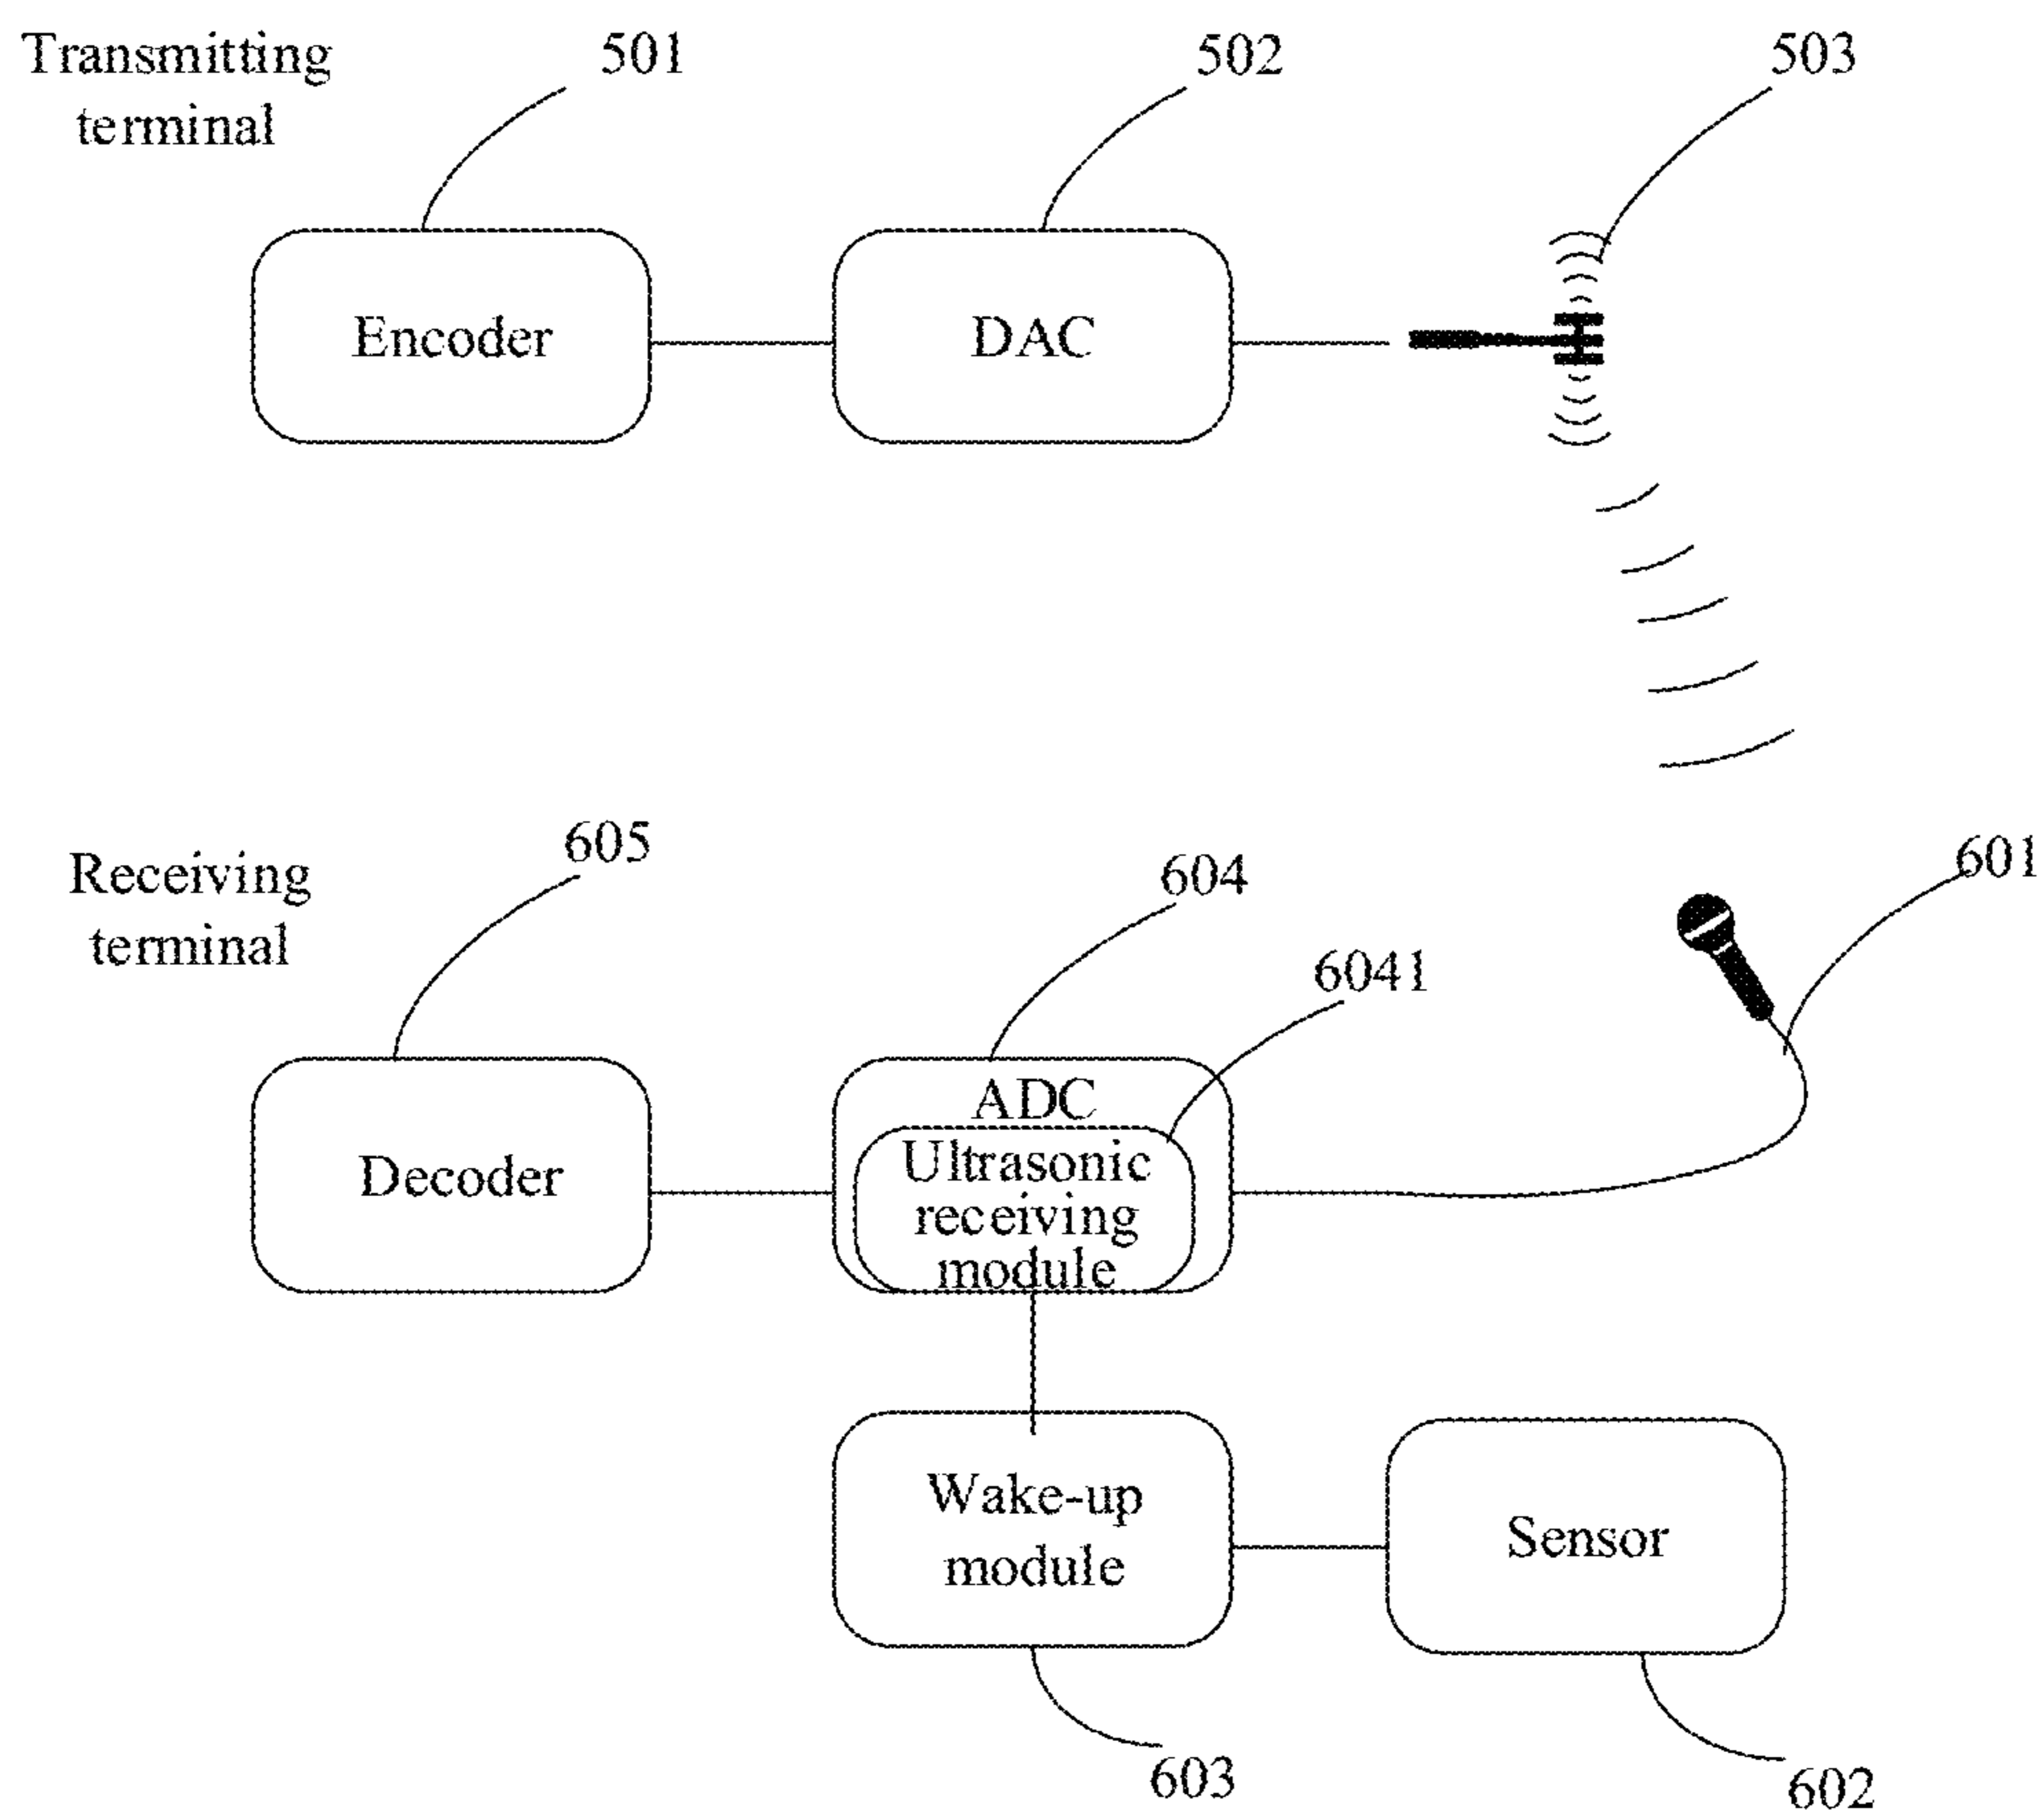 Transmitting
terminal
501
502
503
Encoder
DAC
Receiving
terminal
605
604
6041
601
Decoder
ADC
Ultrasonic
receiving
module
Wake-up
module
Sensor
603
602